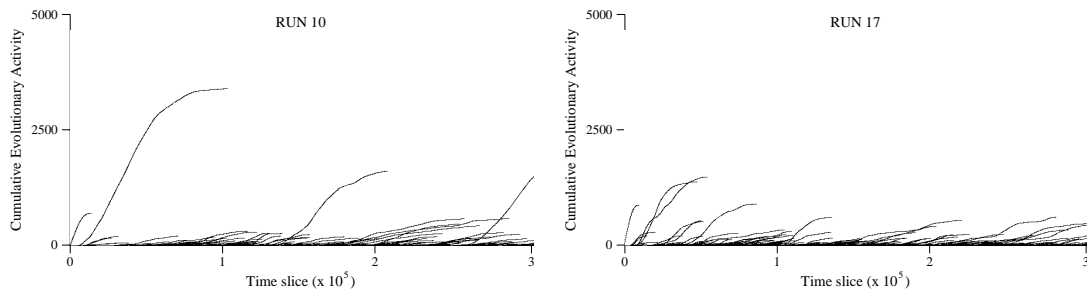 RUN 10
5000
2500
0
Cumulative Evolutionary Activity
0 1 2 3
Time slice (x 10^5)
RUN 17
5000
2500
0
Cumulative Evolutionary Activity
0 1 2 3
Time slice (x 10^5)